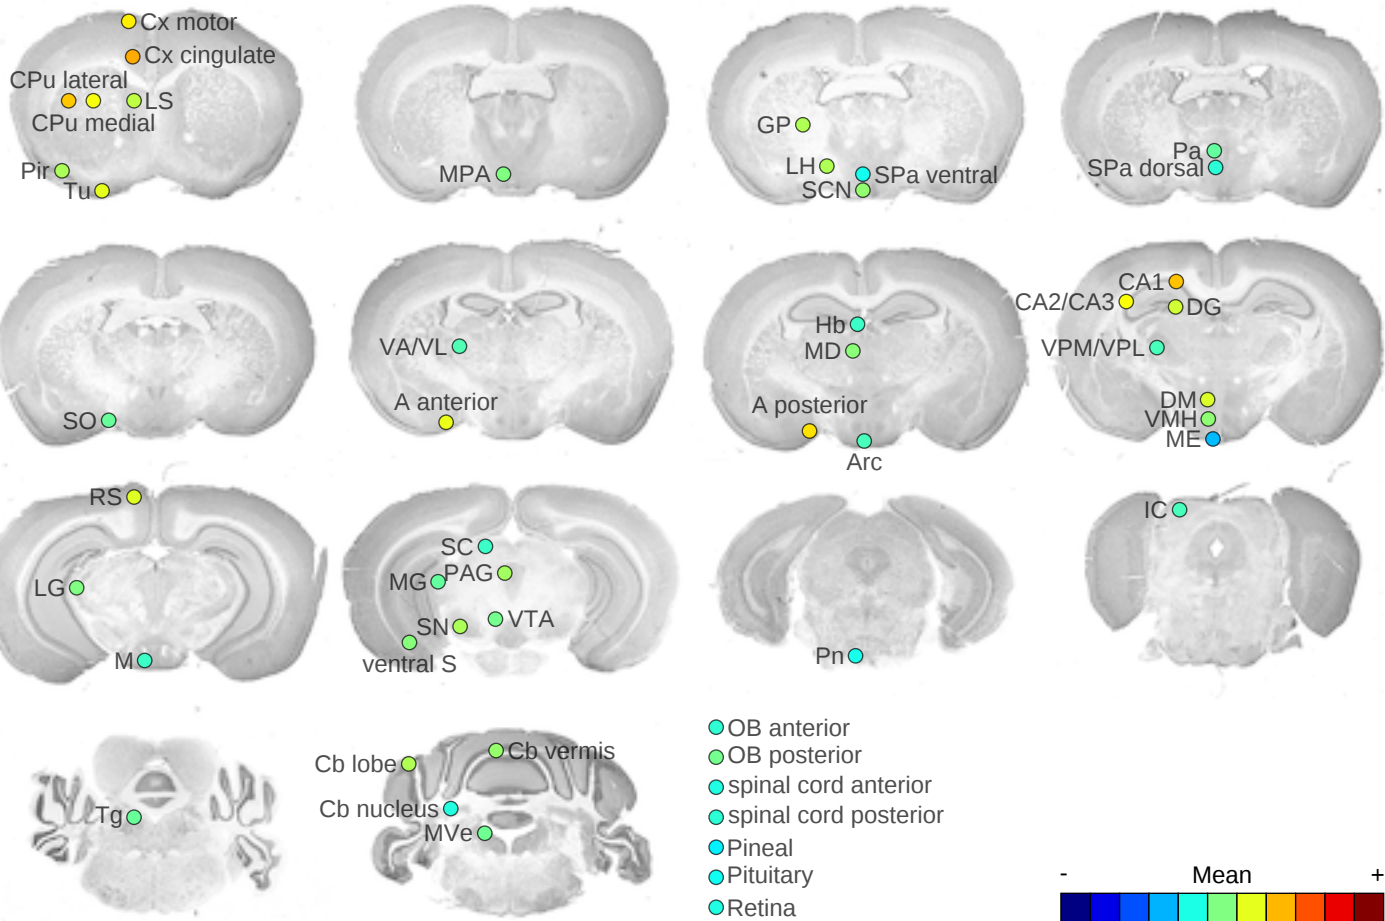 Cx motor
Cx cingulate
CPu lateral
LS
CPu medial
Pir
Tu
MPA
GP
LH
SPa ventral
SCN
Pa
SPa dorsal
SO
VA/VL
A anterior
Hb
MD
A posterior
Arc
CA1
CA2/CA3
DG
VPM/VPL
DM
VMH
ME
RS
LG
M
SC
MG
PAG
SN
VTA
ventral S
Pn
IC
Tg
Cb lobe
Cb vermis
Cb nucleus
MVe
OB anterior
OB posterior
spinal cord anterior
spinal cord posterior
Pineal
Pituitary
Retina
- Mean +